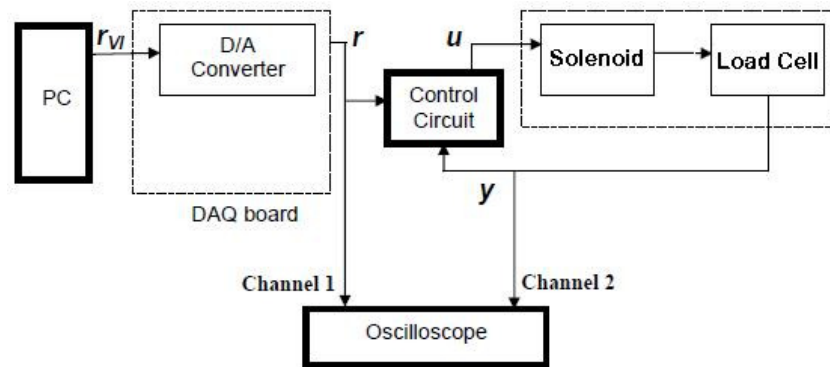 r_VI
D/A
Converter
r
u
Solenoid
Load Cell
PC
Control
Circuit
y
DAQ board
Channel 1
Channel 2
Oscilloscope